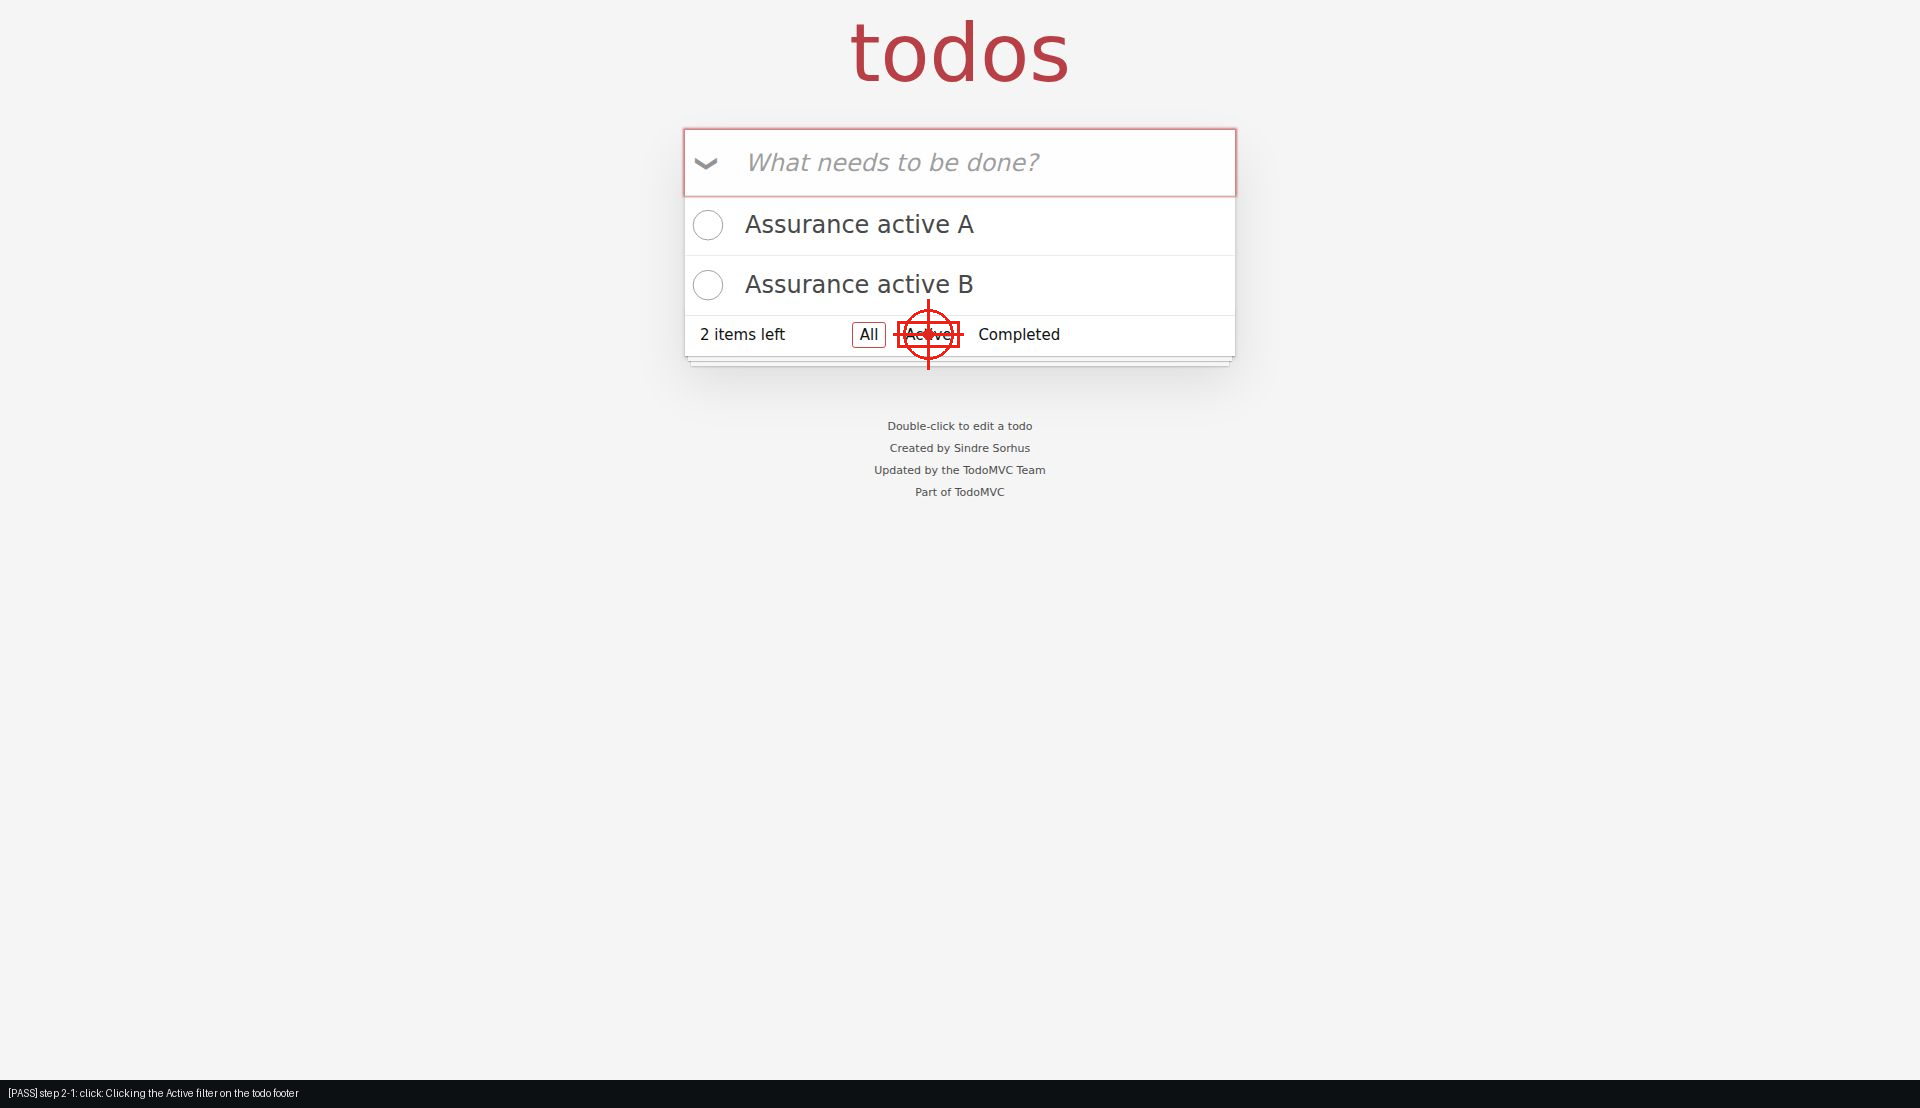 todos
What needs to be done?
Assurance active A
Assurance active B
2 items left All Active Completed
Double-click to edit a todo
Created by Sindre Sorhus
Updated by the TodoMVC Team
Part of TodoMVC
[PASS] step 2-1: click: Clicking the Active filter on the todo footer